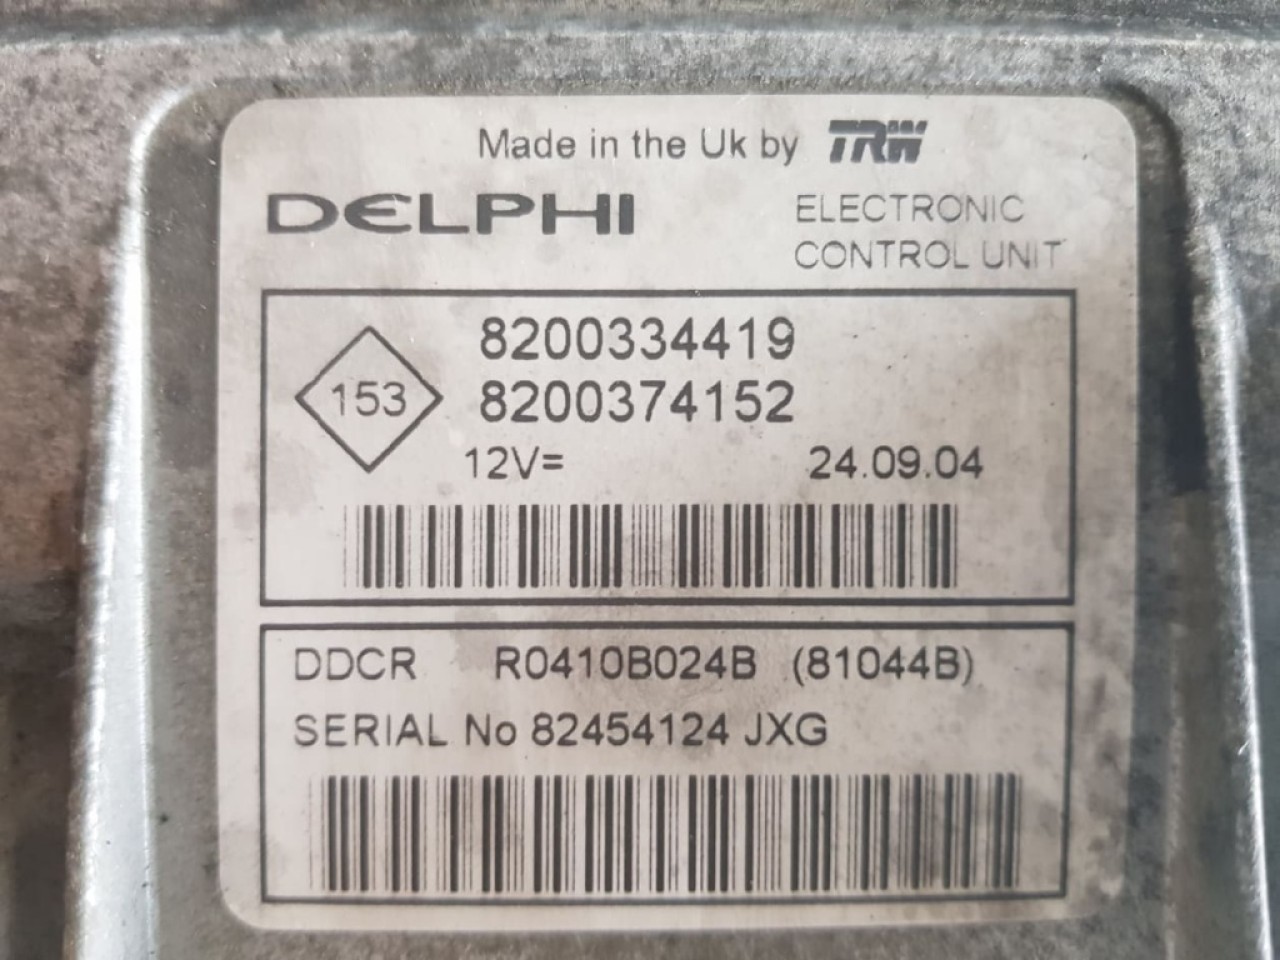 Made in the Uk by TRW
DELPHI
ELECTRONIC
CONTROL UNIT
153
8200334419
8200374152
12V=
24.09.04
DDCR R0410B024B (81044B)
SERIAL No 82454124 JXG